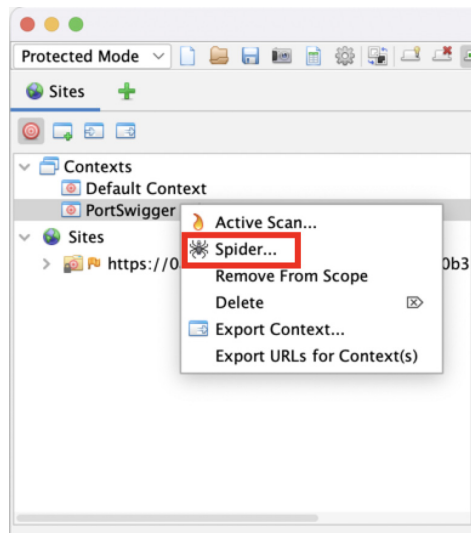 Protected Mode
Sites
Contexts
Default Context
PortSwigger
Active Scan...
Sites
Spider...
https://0
0b3
Remove From Scope
Delete
Export Context...
Export URLs for Context(s)